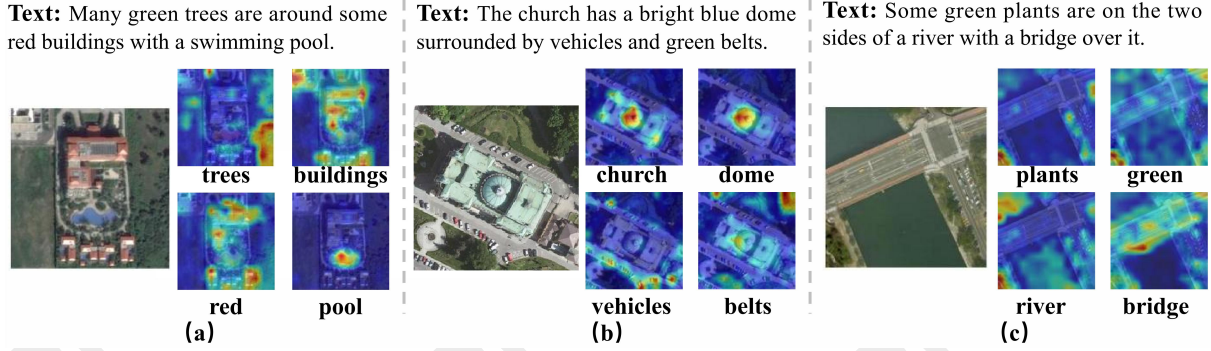 Text: Many green trees are around some
red buildings with a swimming pool.
trees buildings
red pool
(a)
Text: The church has a bright blue dome
surrounded by vehicles and green belts.
church dome
vehicles belts
(b)
Text: Some green plants are on the two
sides of a river with a bridge over it.
plants green
river bridge
(c)